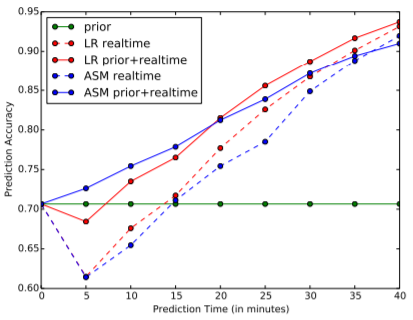 0.95
0.90
0.85
0.80
0.75
0.70
0.65
0.60
Prediction Accuracy
prior
LR realtime
LR prior+realtime
ASM realtime
ASM prior+realtime
0 5 10 15 20 25 30 35 40
Prediction Time (in minutes)